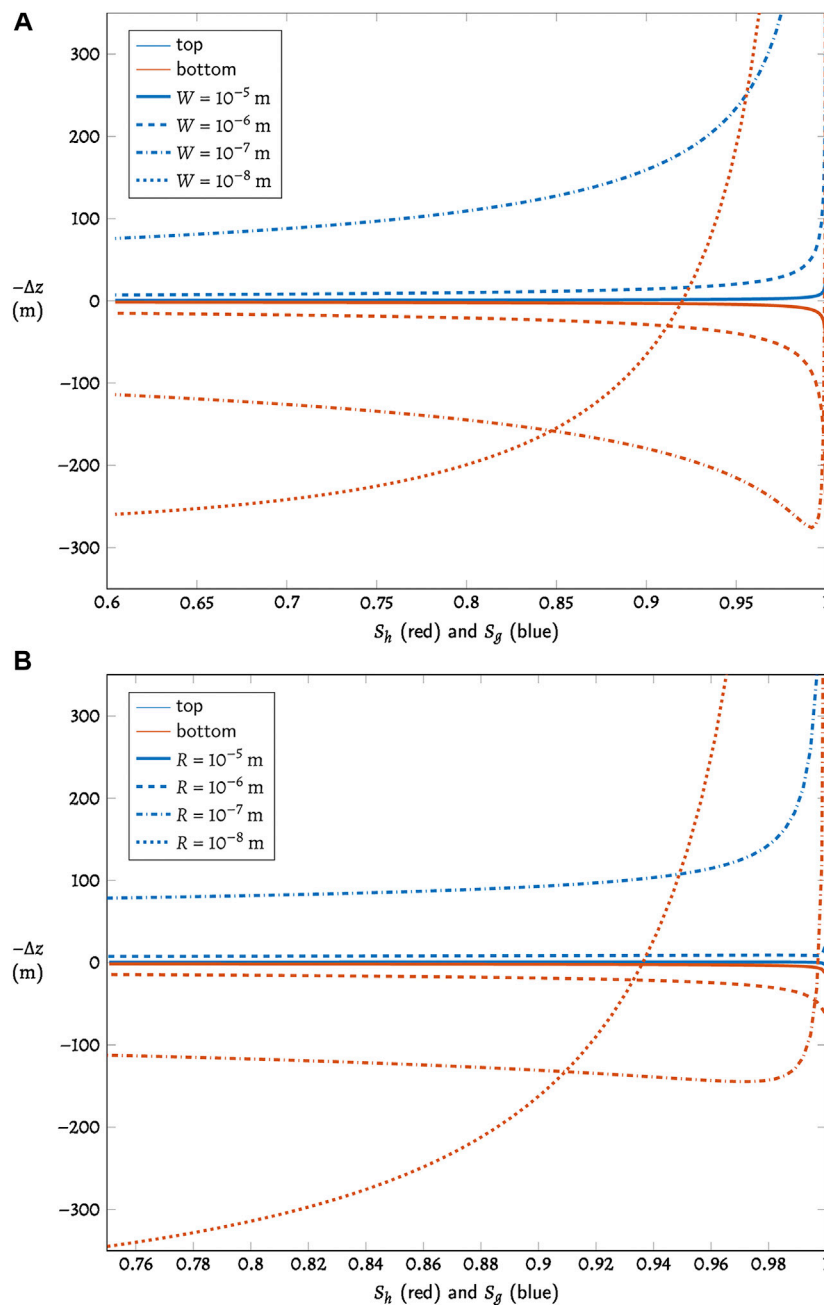 A
top
bottom
W = 10⁻⁵ m
W = 10⁻⁶ m
W = 10⁻⁷ m
W = 10⁻⁸ m
300
200
100
0
-100
-200
-300
-Δz
(m)
0.6 0.65 0.7 0.75 0.8 0.85 0.9 0.95 1
S_h (red) and S_g (blue)
B
top
bottom
R = 10⁻⁵ m
R = 10⁻⁶ m
R = 10⁻⁷ m
R = 10⁻⁸ m
300
200
100
0
-100
-200
-300
-Δz
(m)
0.76 0.78 0.8 0.82 0.84 0.86 0.88 0.9 0.92 0.94 0.96 0.98 1
S_h (red) and S_g (blue)